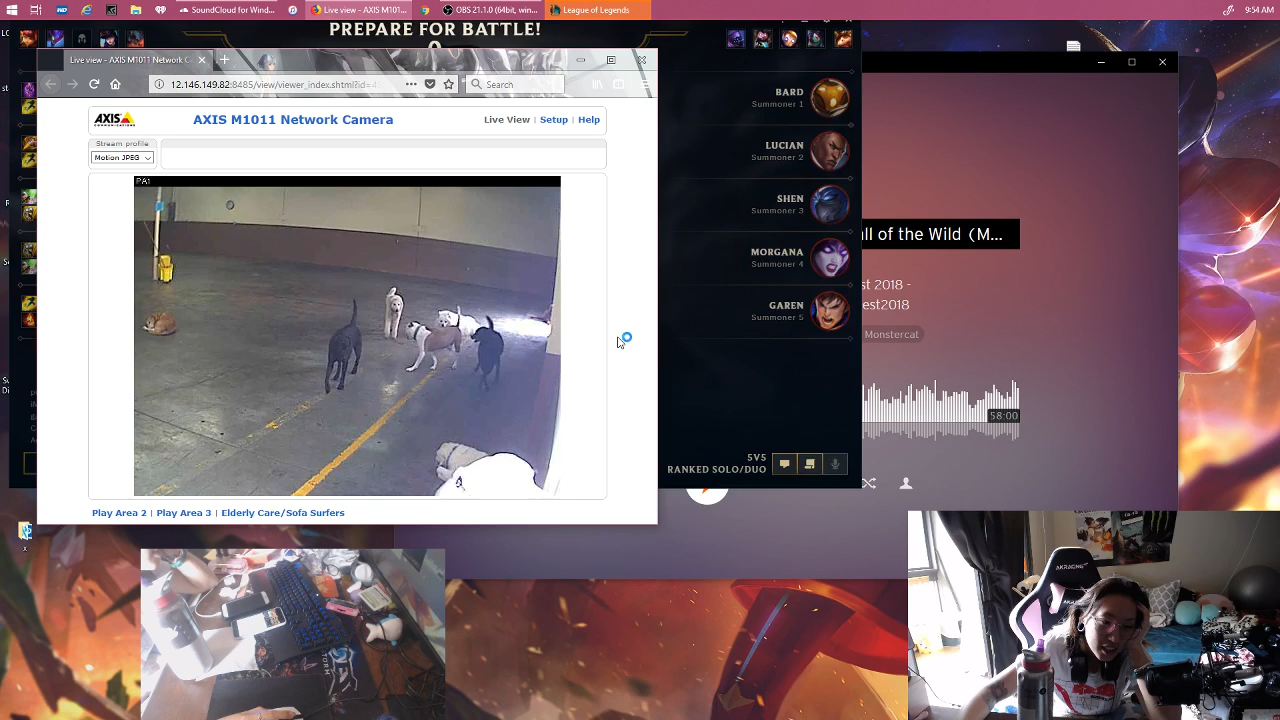 SoundCloud for Wind...
Live view - AXIS M101...
OBS 21.1.0 (64bit, win...
League of Legends
9:54 AM
PREPARE FOR BATTLE!
0
Live view - AXIS M1011 Network C
12.146.149.82:8485/view/viewer_index.shtml?id=4
Search
AXIS
COMMUNICATIONS
AXIS M1011 Network Camera
Live View | Setup | Help
Stream profile
Motion JPEG
PA1
Play Area 2 | Play Area 3 | Elderly Care/Sofa Surfers
BARD
Summoner 1
LUCIAN
Summoner 2
SHEN
Summoner 3
MORGANA
Summoner 4
GAREN
Summoner 5
5V5
RANKED SOLO/DUO
all of the Wild (M...
st 2018 -
est2018
Monstercat
58:00
AKRACING